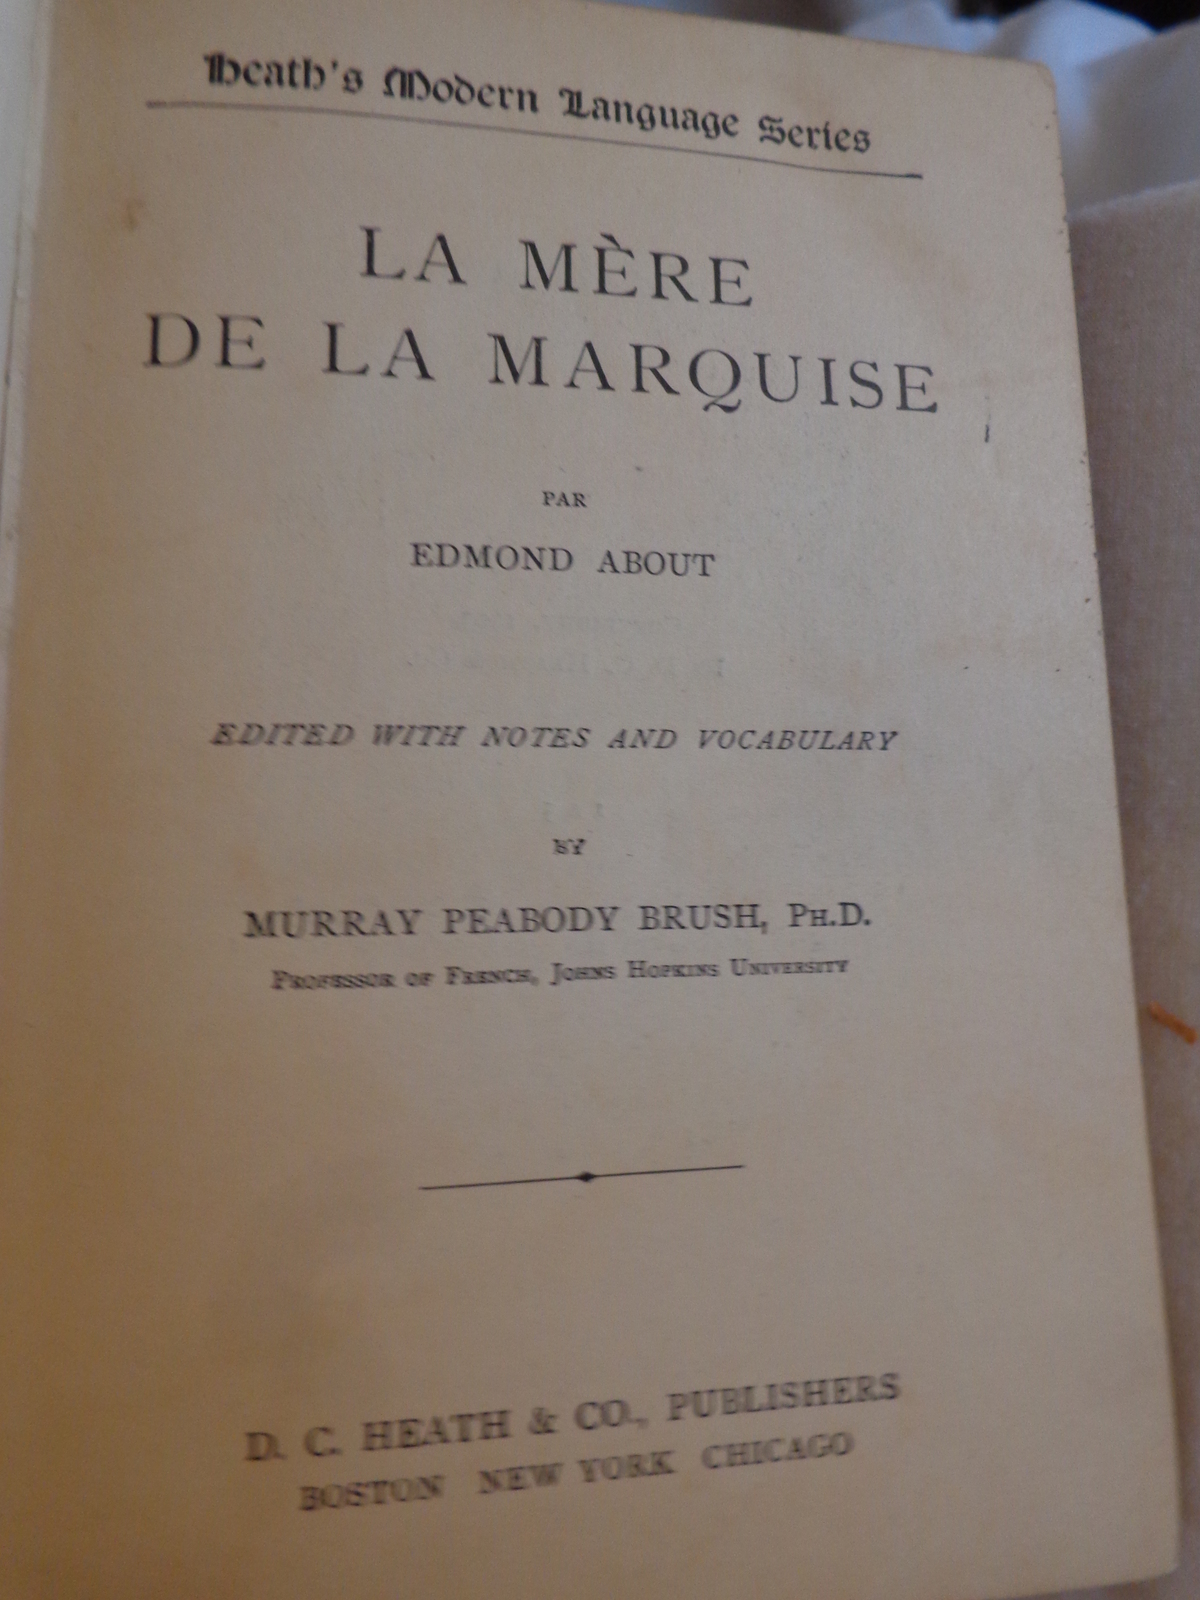 Heath's Modern Language Series
LA MÈRE
DE LA MARQUISE
PAR
EDMOND ABOUT
EDITED WITH NOTES AND VOCABULARY
BY
MURRAY PEABODY BRUSH, PH.D.
PROFESSOR OF FRENCH, JOHNS HOPKINS UNIVERSITY
D. C. HEATH & CO., PUBLISHERS
BOSTON NEW YORK CHICAGO